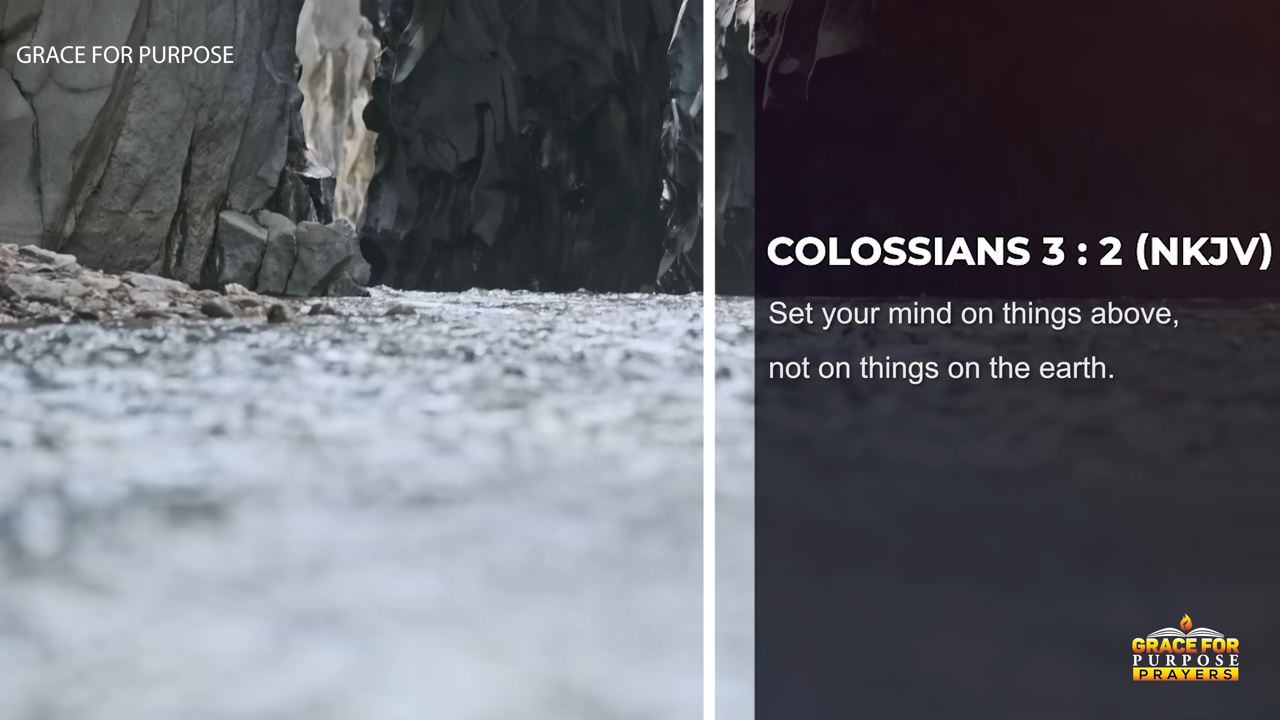 GRACE FOR PURPOSE
COLOSSIANS 3 : 2 (NKJV)
Set your mind on things above,
not on things on the earth.
GRACE FOR
PURPOSE
PRAYERS